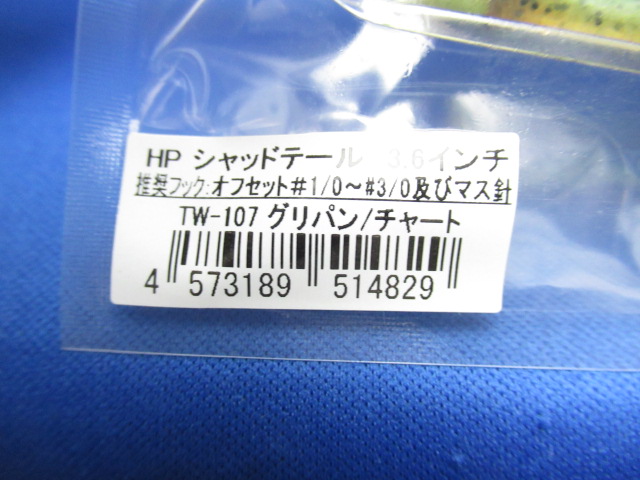 HP シャッドテール 3.6インチ
推奨フック:オフセット#1/0～#3/0及びマス針
TW-107 グリパン/チャート
4 573189 514829